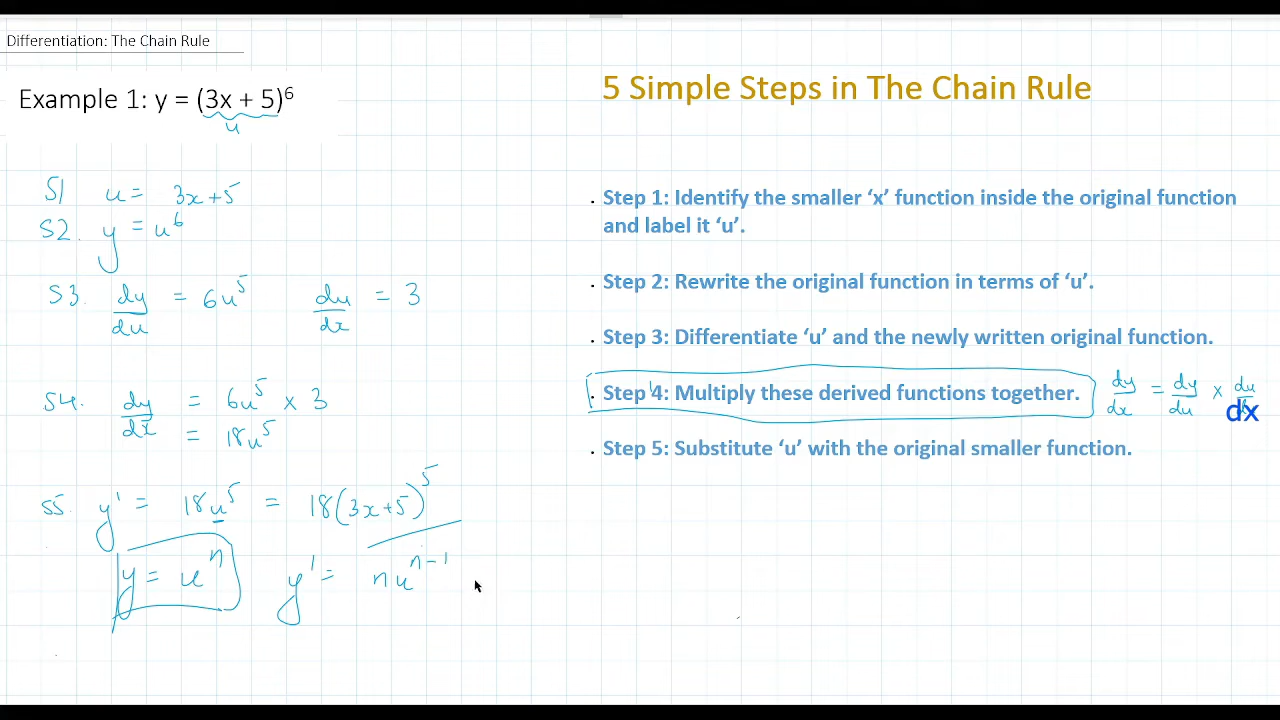 Differentiation: The Chain Rule
Example 1: y = (3x + 5)⁶
u
S1 u = 3x+5
S2. y = u⁶
S3. dy/du = 6u⁵ du/dx = 3
S4. dy/dx = 6u⁵ x 3
= 18u⁵
S5. y' = 18u⁵ = 18(3x+5)⁵
y = uⁿ y' = nuⁿ⁻¹
5 Simple Steps in The Chain Rule
. Step 1: Identify the smaller ‘x’ function inside the original function
and label it ‘u’.
. Step 2: Rewrite the original function in terms of ‘u’.
. Step 3: Differentiate ‘u’ and the newly written original function.
. Step 4: Multiply these derived functions together. dy/dx = dy/du x du/dx
. Step 5: Substitute ‘u’ with the original smaller function.